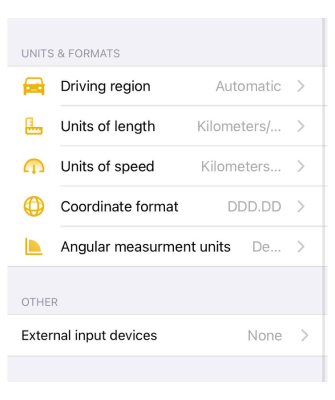 UNITS & FORMATS
Driving region Automatic
Units of length Kilometers/...
Units of speed Kilometers...
Coordinate format DDD.DD
Angular measurment units De...
OTHER
External input devices None